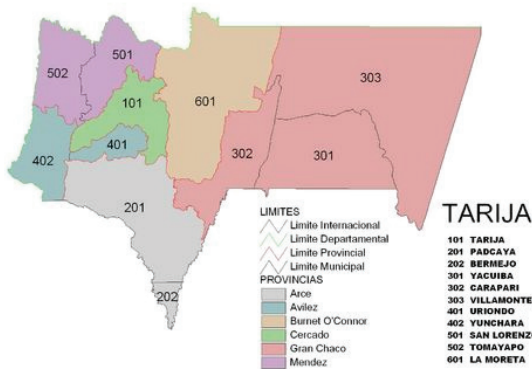 501
502
303
101
601
401
402
302
301
201
202
LIMITES
Limite Internacional
Limite Departamental
Limite Provincial
Limite Municipal
PROVINCIAS
Arce
Avilez
Burnet O'Connor
Cercado
Gran Chaco
Mendez
TARIJA
101 TARIJA
201 PADCAYA
202 BERMEJO
301 YACUIBA
302 CARAPARI
303 VILLAMONTE
401 URIONDO
402 YUNCHARA
501 SAN LORENZO
502 TOMAYAPO
601 LA MORETA